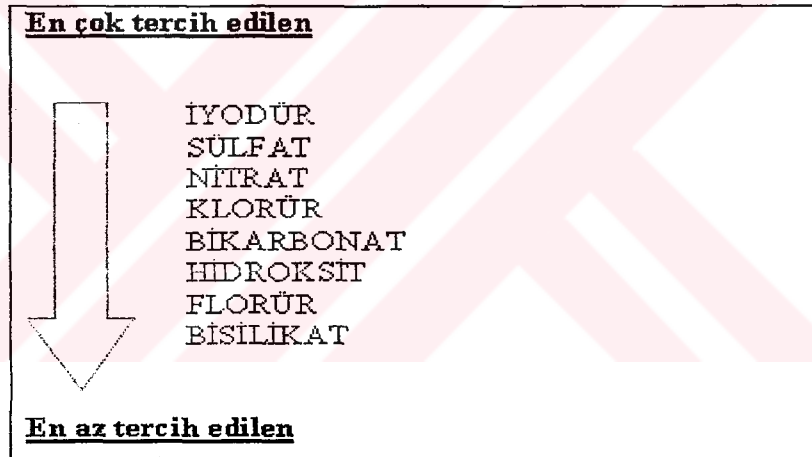 En çok tercih edilen
İYODÜR
SÜLFAT
NİTRAT
KLORÜR
BİKARBONAT
HİDROKSİT
FLORÜR
BİSİLİKAT
En az tercih edilen